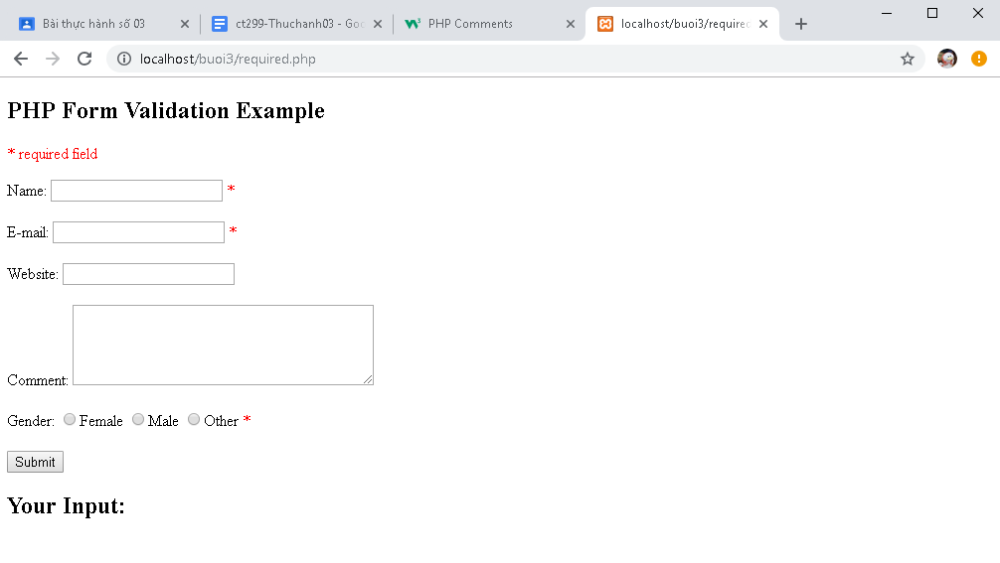 Bài thực hành số 03
ct299-Thuchanh03 - Goo
PHP Comments
localhost/buoi3/required
localhost/buoi3/required.php
PHP Form Validation Example
* required field
Name: *
E-mail: *
Website:
Comment:
Gender: Female Male Other *
Submit
Your Input: